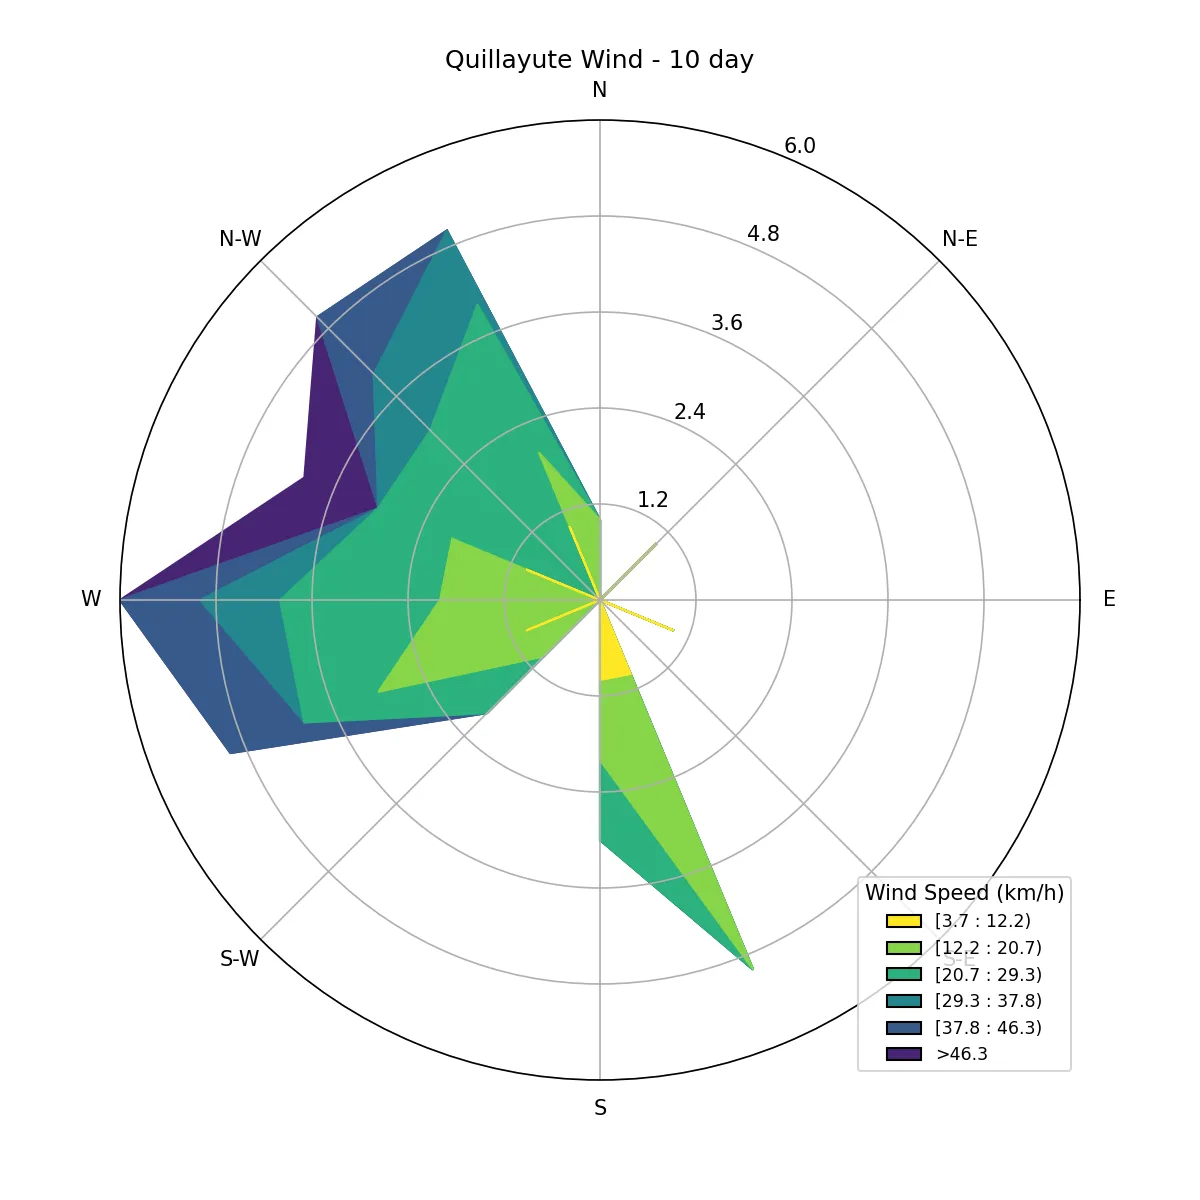 Quillayute Wind - 10 day
N
6.0
N-W
N-E
4.8
3.6
2.4
1.2
W
E
S-W
S-E
S
Wind Speed (km/h)
[3.7 : 12.2)
[12.2 : 20.7)
[20.7 : 29.3)
[29.3 : 37.8)
[37.8 : 46.3)
>46.3